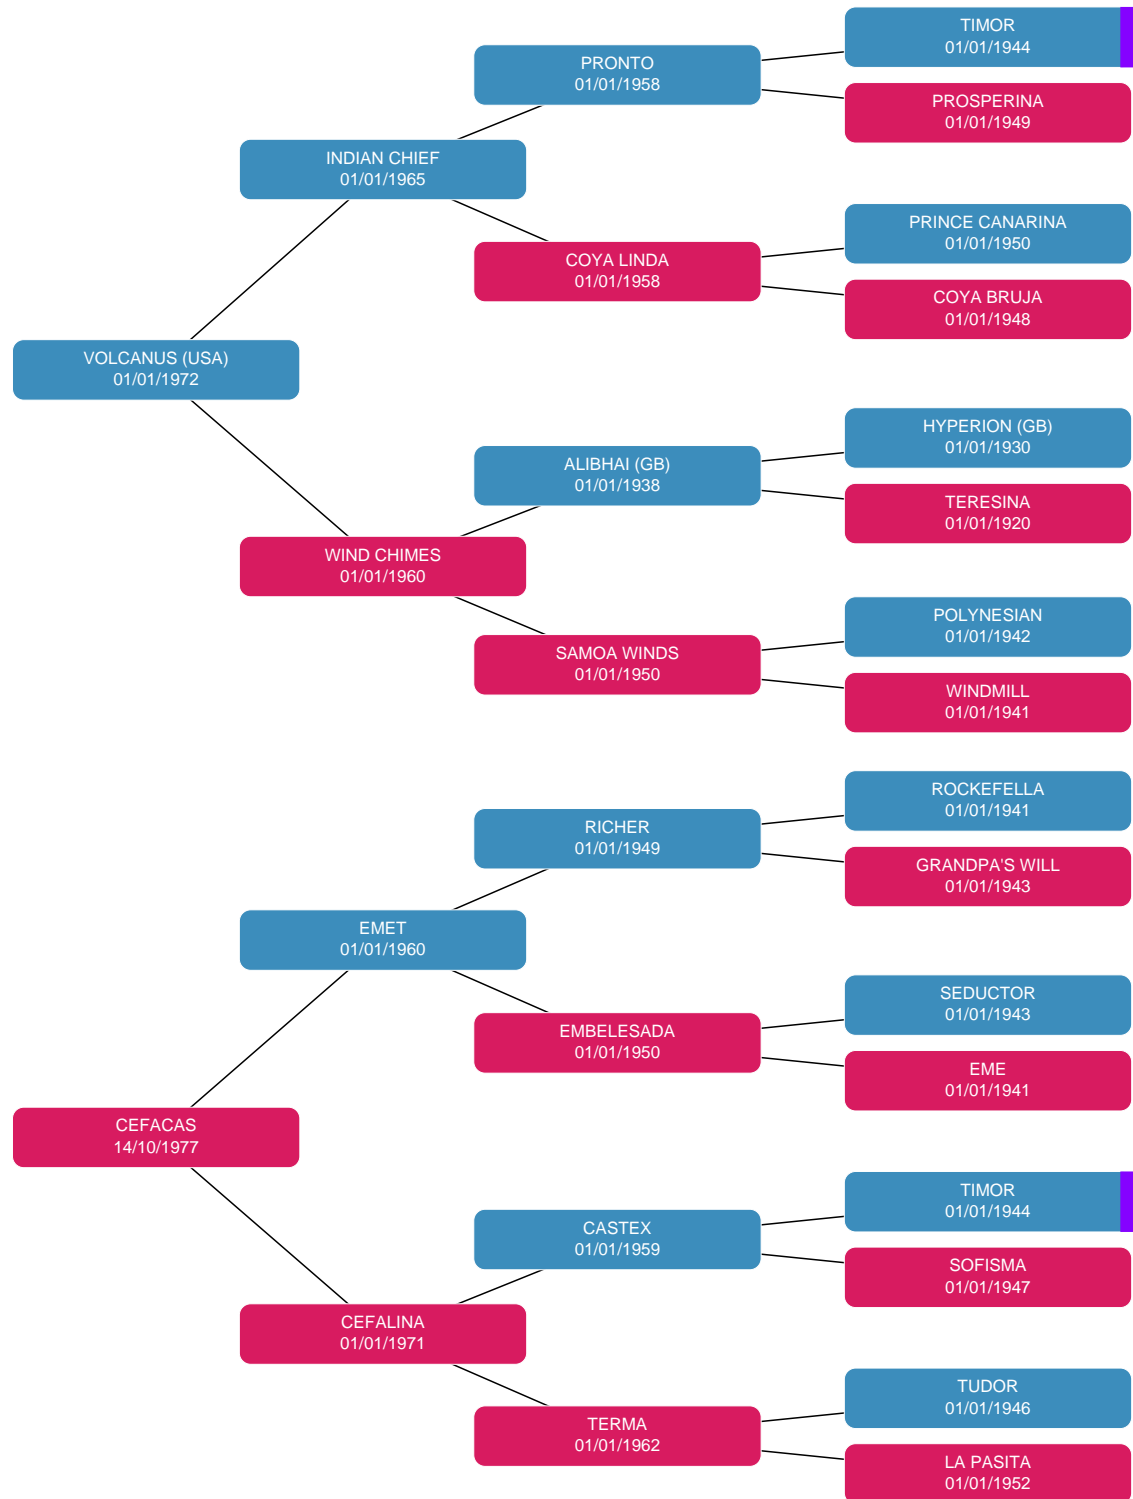 TIMOR
01/01/1944
PRONTO
01/01/1958
PROSPERINA
01/01/1949
INDIAN CHIEF
01/01/1965
PRINCE CANARINA
01/01/1950
COYA LINDA
01/01/1958
COYA BRUJA
01/01/1948
VOLCANUS (USA)
01/01/1972
HYPERION (GB)
01/01/1930
ALIBHAI (GB)
01/01/1938
TERESINA
01/01/1920
WIND CHIMES
01/01/1960
POLYNESIAN
01/01/1942
SAMOA WINDS
01/01/1950
WINDMILL
01/01/1941
ROCKEFELLA
01/01/1941
RICHER
01/01/1949
GRANDPA'S WILL
01/01/1943
EMET
01/01/1960
SEDUCTOR
01/01/1943
EMBELESADA
01/01/1950
EME
01/01/1941
CEFACAS
14/10/1977
TIMOR
01/01/1944
CASTEX
01/01/1959
SOFISMA
01/01/1947
CEFALINA
01/01/1971
TUDOR
01/01/1946
TERMA
01/01/1962
LA PASITA
01/01/1952